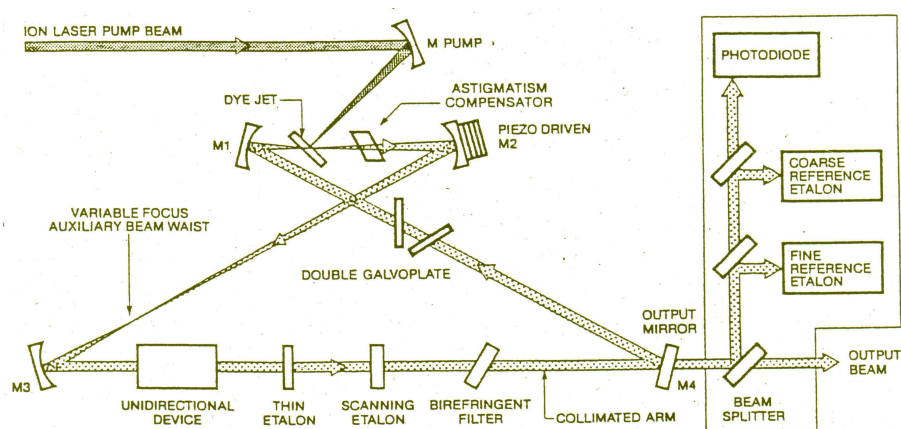 ION LASER PUMP BEAM
M PUMP
PHOTODIODE
DYE JET
ASTIGMATISM
COMPENSATOR
M1
PIEZO DRIVEN
M2
COARSE
REFERENCE
ETALON
VARIABLE FOCUS
AUXILIARY BEAM WAIST
DOUBLE GALVOPLATE
FINE
REFERENCE
ETALON
OUTPUT
MIRROR
M3
M4
OUTPUT
BEAM
UNIDIRECTIONAL
DEVICE
THIN
ETALON
SCANNING
ETALON
BIREFRINGENT
FILTER
COLLIMATED ARM
BEAM
SPLITTER